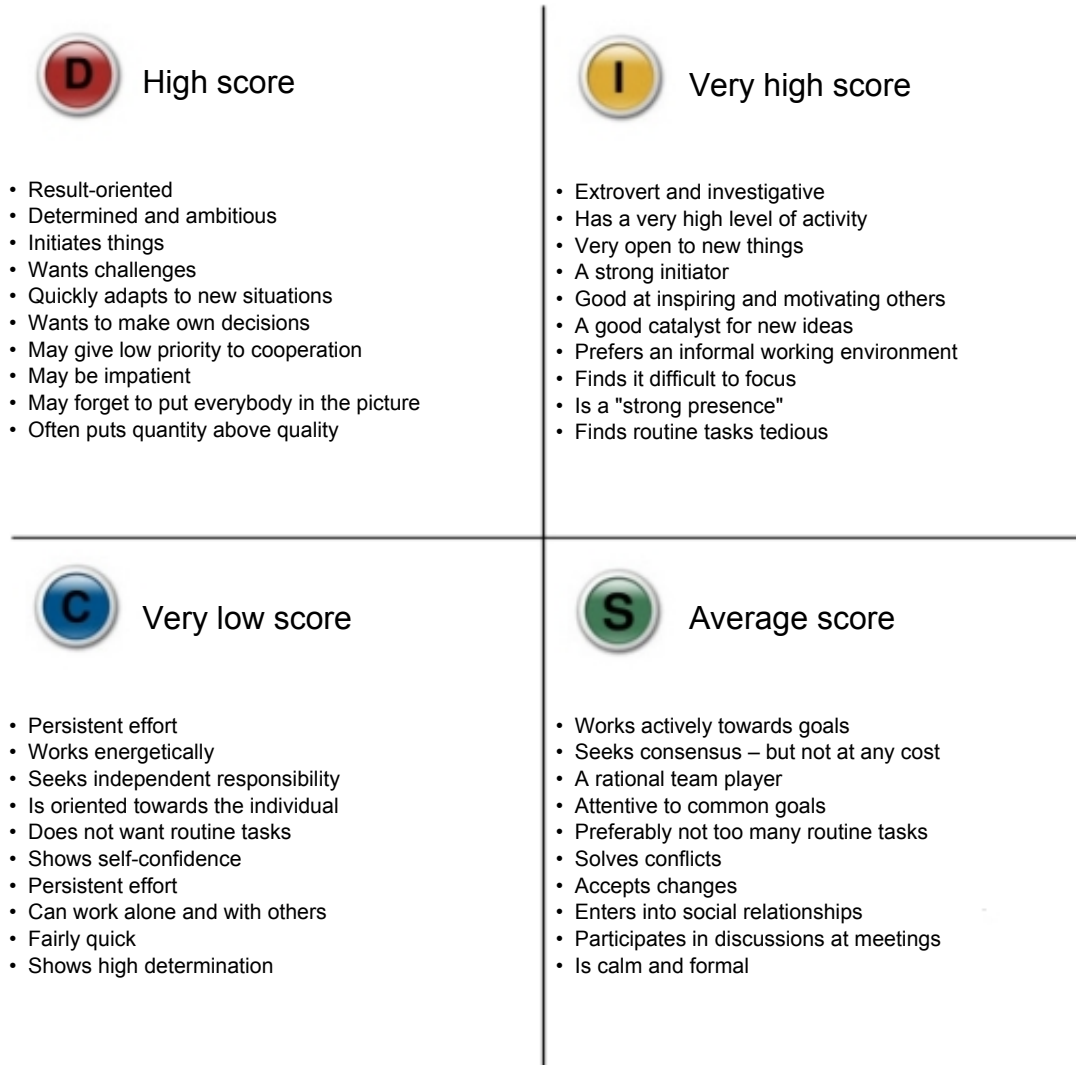 D
High score
• Result-oriented
• Determined and ambitious
• Initiates things
• Wants challenges
• Quickly adapts to new situations
• Wants to make own decisions
• May give low priority to cooperation
• May be impatient
• May forget to put everybody in the picture
• Often puts quantity above quality
I
Very high score
• Extrovert and investigative
• Has a very high level of activity
• Very open to new things
• A strong initiator
• Good at inspiring and motivating others
• A good catalyst for new ideas
• Prefers an informal working environment
• Finds it difficult to focus
• Is a "strong presence"
• Finds routine tasks tedious
C
Very low score
• Persistent effort
• Works energetically
• Seeks independent responsibility
• Is oriented towards the individual
• Does not want routine tasks
• Shows self-confidence
• Persistent effort
• Can work alone and with others
• Fairly quick
• Shows high determination
S
Average score
• Works actively towards goals
• Seeks consensus – but not at any cost
• A rational team player
• Attentive to common goals
• Preferably not too many routine tasks
• Solves conflicts
• Accepts changes
• Enters into social relationships
• Participates in discussions at meetings
• Is calm and formal